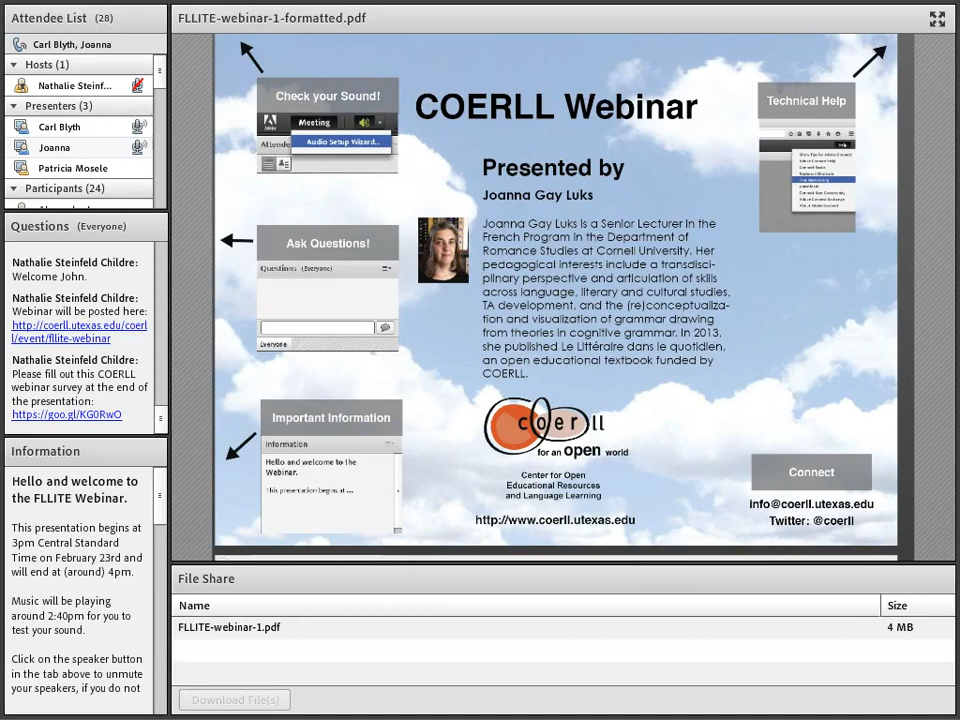 Attendee List (28)
Carl Blyth, Joanna
Hosts (1)
Nathalie Steinf...
Presenters (3)
Carl Blyth
Joanna
Patricia Mosele
Participants (24)
Questions (Everyone)
Nathalie Steinfeld Childre:
Welcome John.
Nathalie Steinfeld Childre:
Webinar will be posted here:
http://coerll.utexas.edu/coerl
l/event/fllite-webinar
Nathalie Steinfeld Childre:
Please fill out this COERLL
webinar survey at the end of
the presentation:
https://goo.gl/KG0RwO
Information
Hello and welcome to
the FLLITE Webinar.
This presentation begins at
3pm Central Standard
Time on February 23rd and
will end at (around) 4pm.
Music will be playing
around 2:40pm for you to
test your sound.
Click on the speaker button
in the tab above to unmute
your speakers, if you do not
FLLITE-webinar-1-formatted.pdf
Check your Sound!
Adobe
Meeting
Audio Setup Wizard...
Attende
COERLL Webinar
Technical Help
Help
Presented by
Joanna Gay Luks
Joanna Gay Luks is a Senior Lecturer in the
French Program in the Department of
Romance Studies at Cornell University. Her
pedagogical interests include a transdisci-
plinary perspective and articulation of skills
across language, literary and cultural studies,
TA development, and the (re)conceptualiza-
tion and visualization of grammar drawing
from theories in cognitive grammar. In 2013,
she published Le Littéraire dans le quotidien,
an open educational textbook funded by
COERLL.
Ask Questions!
Questions (Everyone)
Everyone
Important Information
Information
Hello and welcome to the
Webinar.
This presentation begins at ...
coerll
for an open world
Center for Open
Educational Resources
and Language Learning
http://www.coerll.utexas.edu
Connect
info@coerll.utexas.edu
Twitter: @coerll
File Share
Name Size
FLLITE-webinar-1.pdf 4 MB
Download File(s)